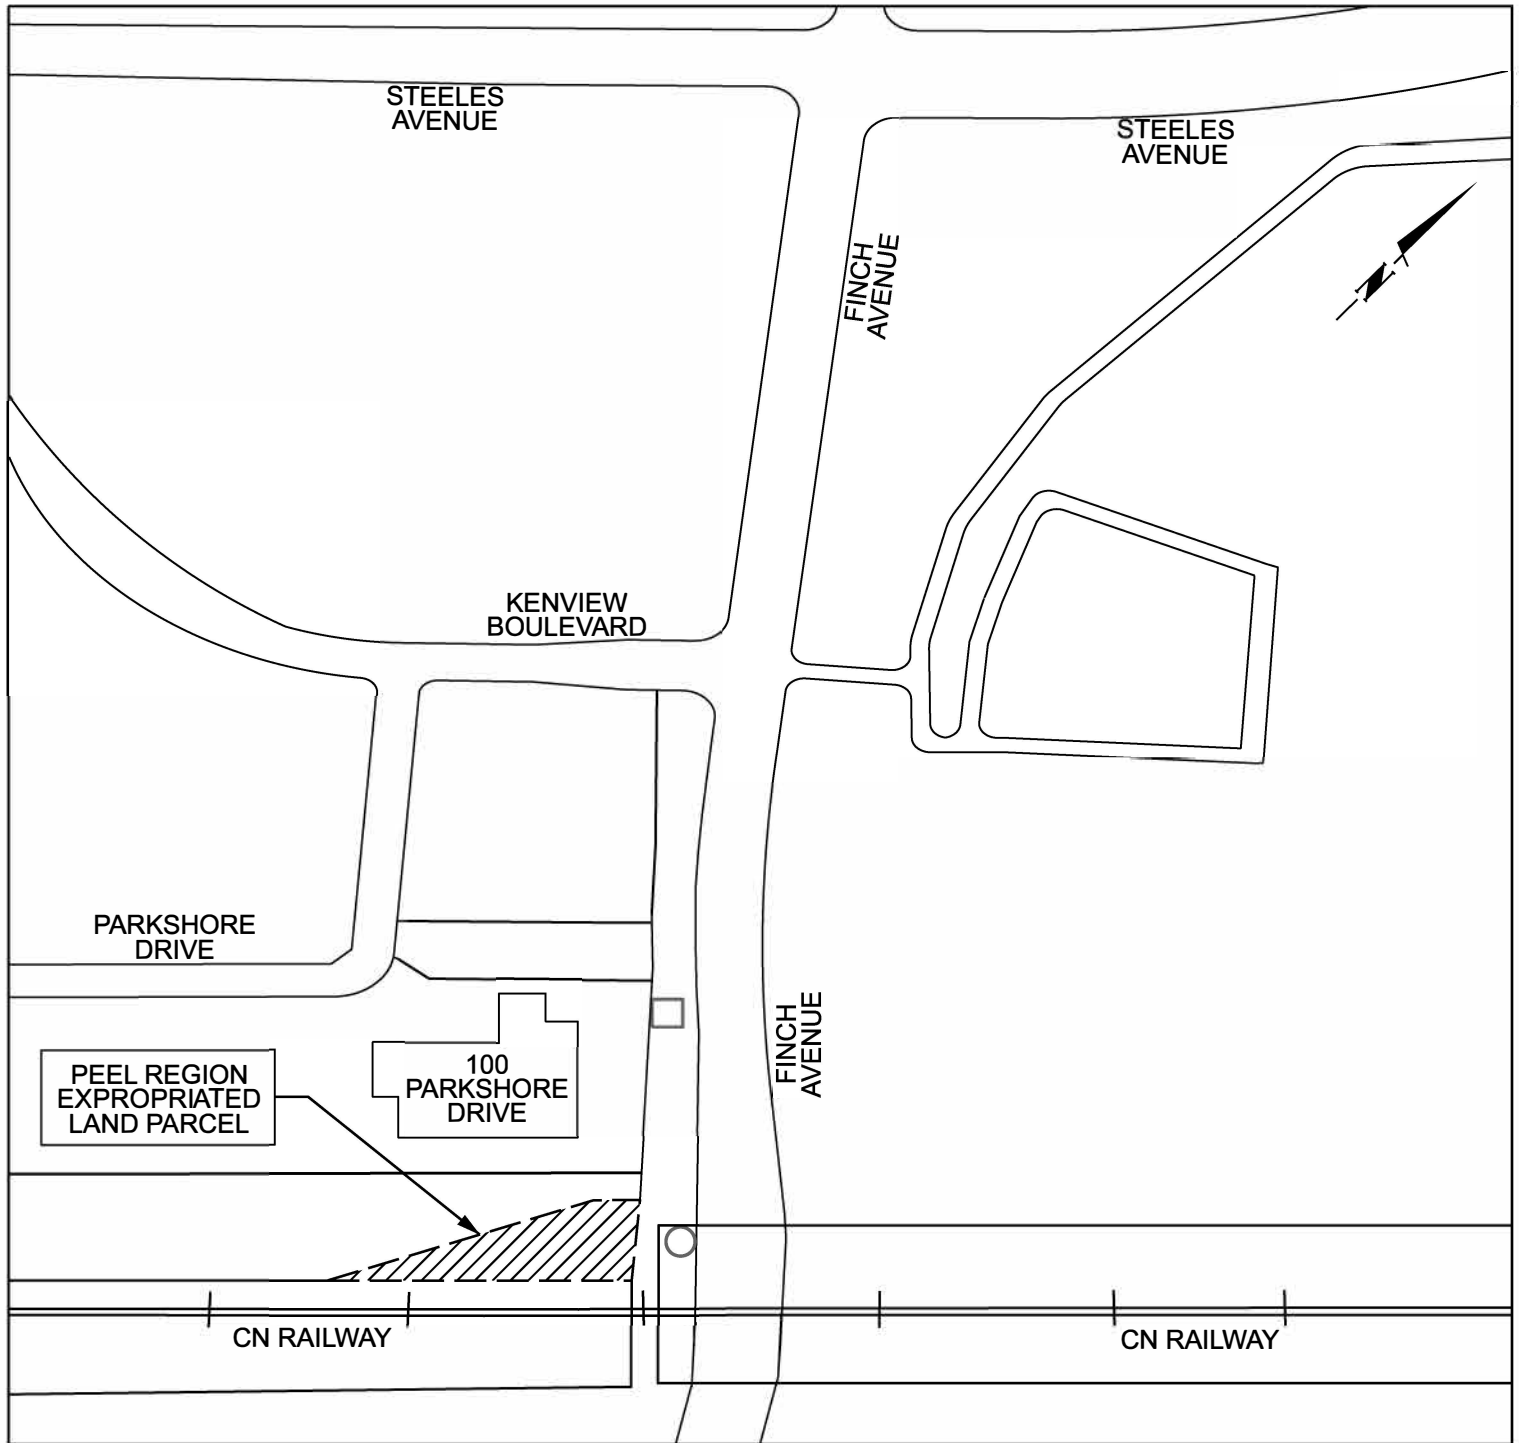 STEELES
AVENUE
STEELES
AVENUE
FINCH
AVENUE
N
KENVIEW
BOULEVARD
PARKSHORE
DRIVE
FINCH
AVENUE
100
PARKSHORE
DRIVE
PEEL REGION
EXPROPRIATED
LAND PARCEL
CN RAILWAY
CN RAILWAY